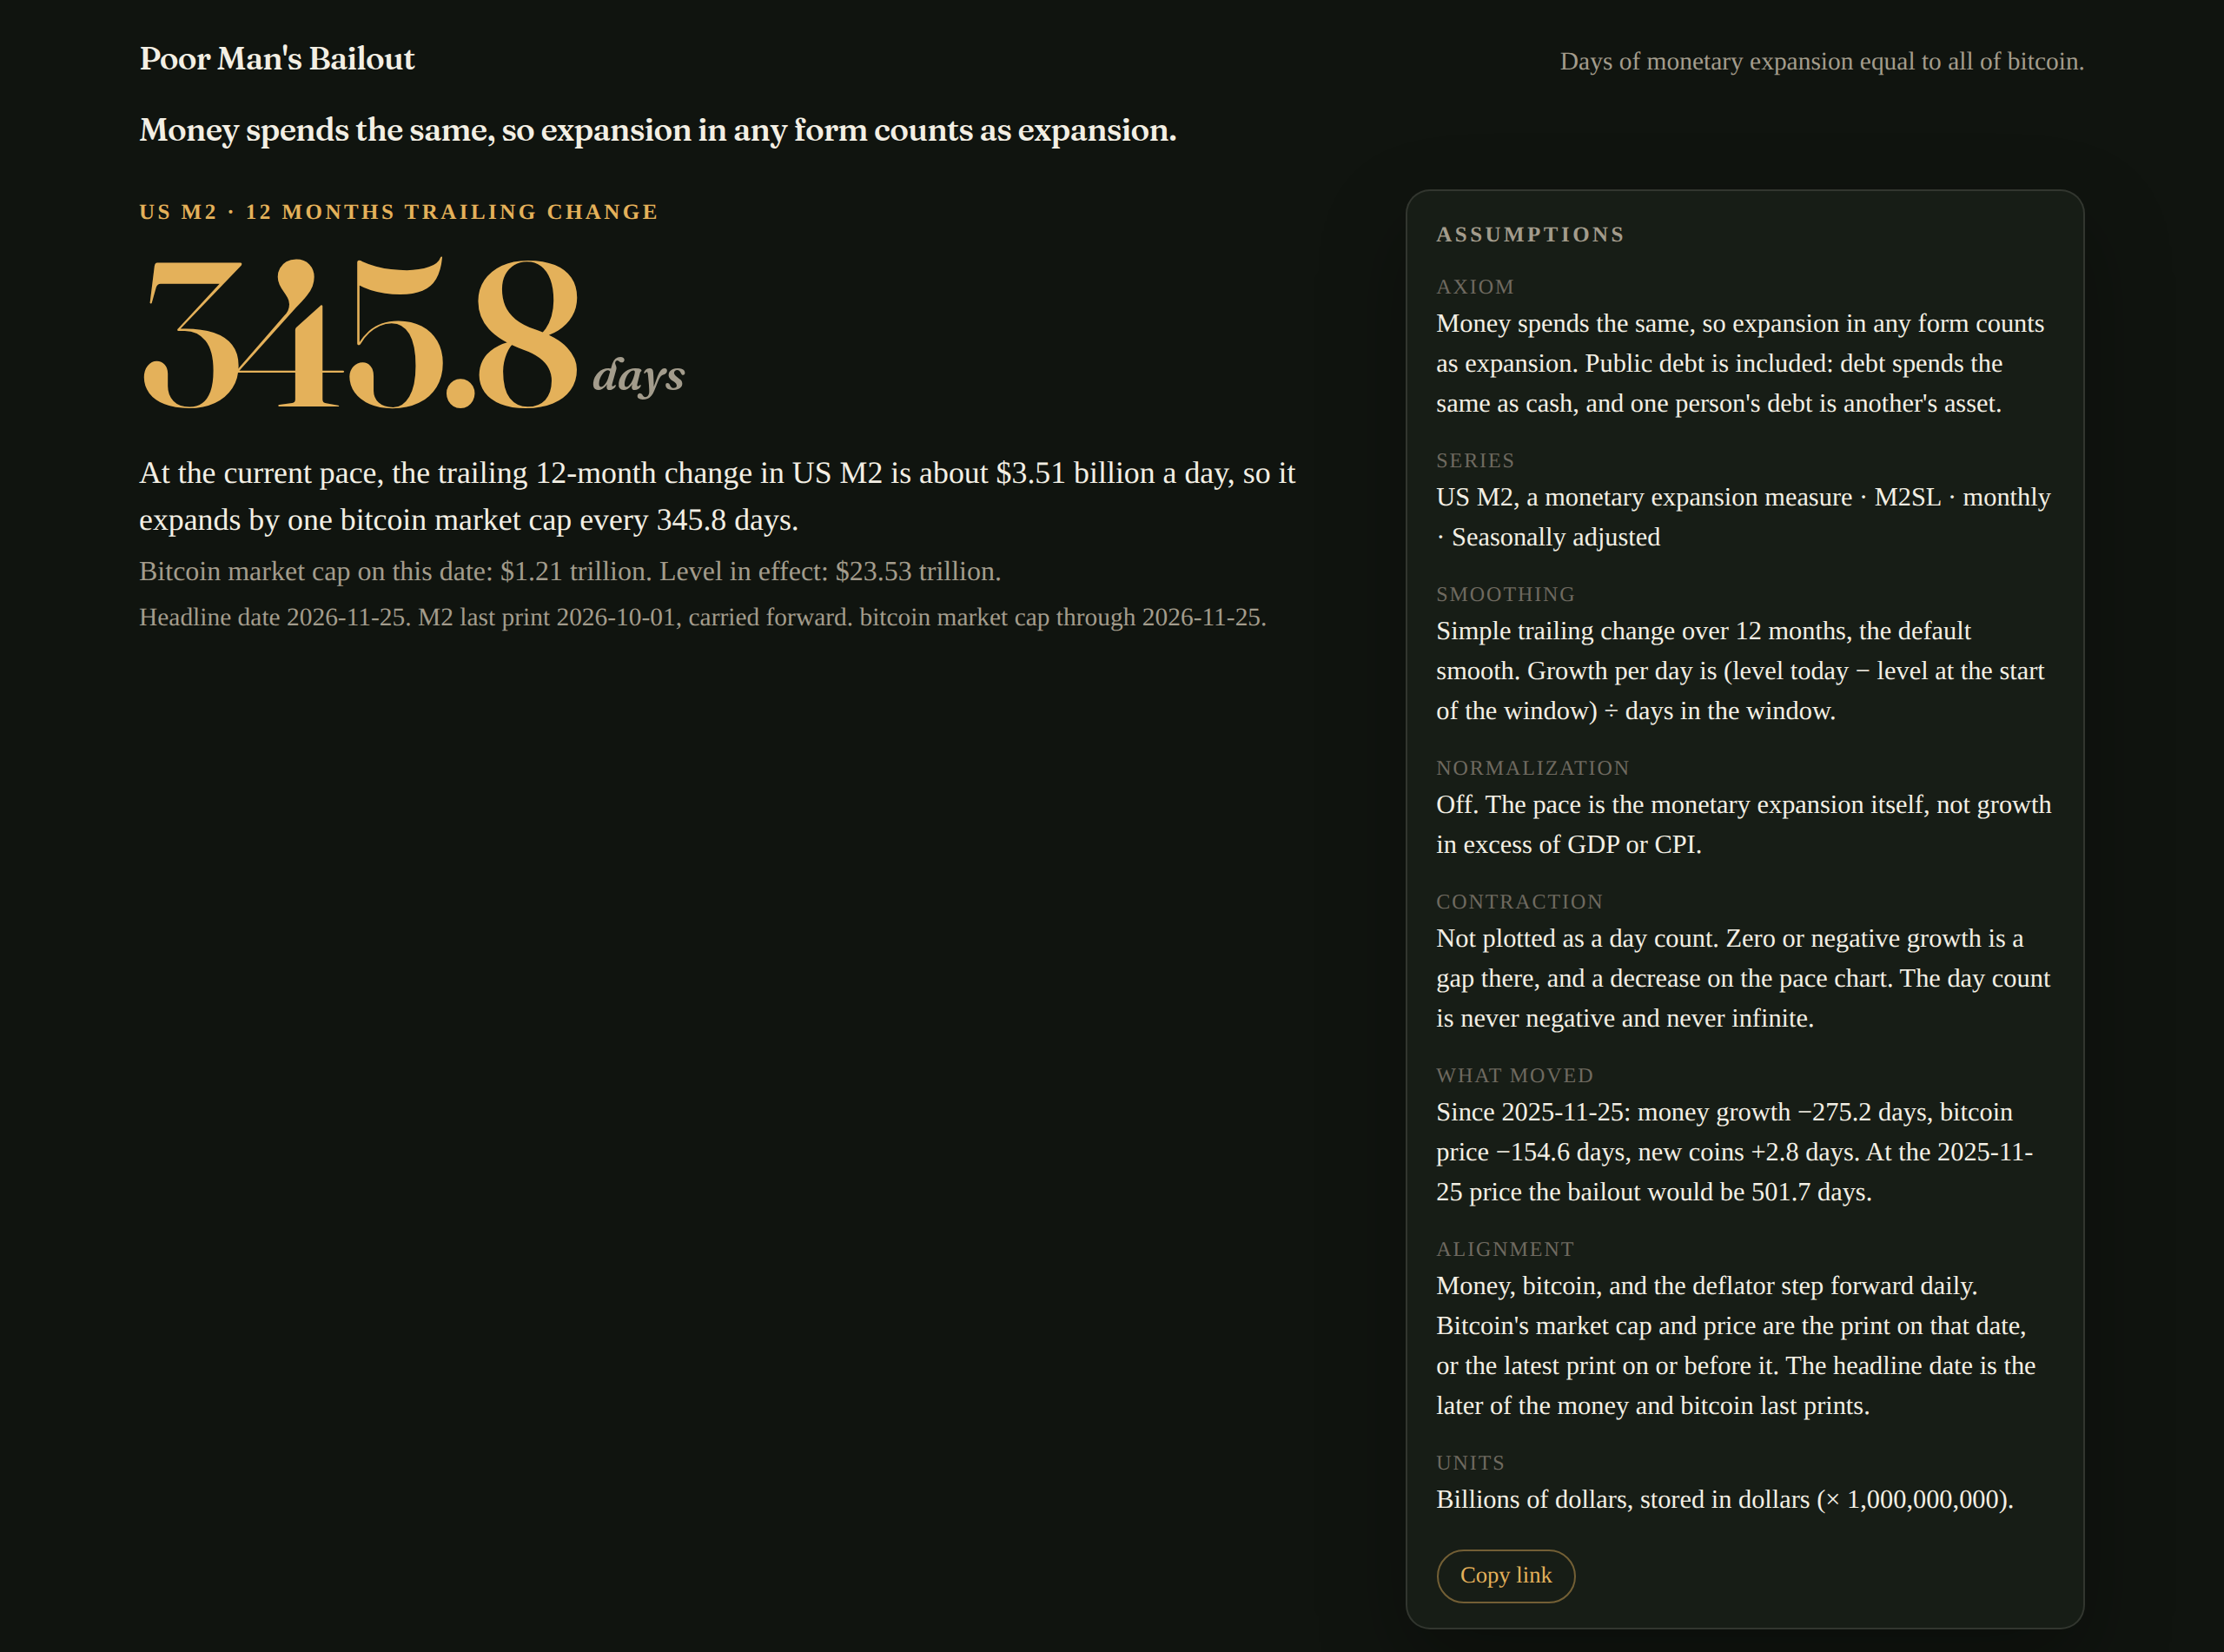 Poor Man's Bailout
Days of monetary expansion equal to all of bitcoin.
Money spends the same, so expansion in any form counts as expansion.
US M2 · 12 MONTHS TRAILING CHANGE
345.8 days
At the current pace, the trailing 12-month change in US M2 is about $3.51 billion a day, so it
expands by one bitcoin market cap every 345.8 days.
Bitcoin market cap on this date: $1.21 trillion. Level in effect: $23.53 trillion.
Headline date 2026-11-25. M2 last print 2026-10-01, carried forward. bitcoin market cap through 2026-11-25.
ASSUMPTIONS
AXIOM
Money spends the same, so expansion in any form counts
as expansion. Public debt is included: debt spends the
same as cash, and one person's debt is another's asset.
SERIES
US M2, a monetary expansion measure · M2SL · monthly
· Seasonally adjusted
SMOOTHING
Simple trailing change over 12 months, the default
smooth. Growth per day is (level today − level at the start
of the window) ÷ days in the window.
NORMALIZATION
Off. The pace is the monetary expansion itself, not growth
in excess of GDP or CPI.
CONTRACTION
Not plotted as a day count. Zero or negative growth is a
gap there, and a decrease on the pace chart. The day count
is never negative and never infinite.
WHAT MOVED
Since 2025-11-25: money growth −275.2 days, bitcoin
price −154.6 days, new coins +2.8 days. At the 2025-11-
25 price the bailout would be 501.7 days.
ALIGNMENT
Money, bitcoin, and the deflator step forward daily.
Bitcoin's market cap and price are the print on that date,
or the latest print on or before it. The headline date is the
later of the money and bitcoin last prints.
UNITS
Billions of dollars, stored in dollars (× 1,000,000,000).
Copy link